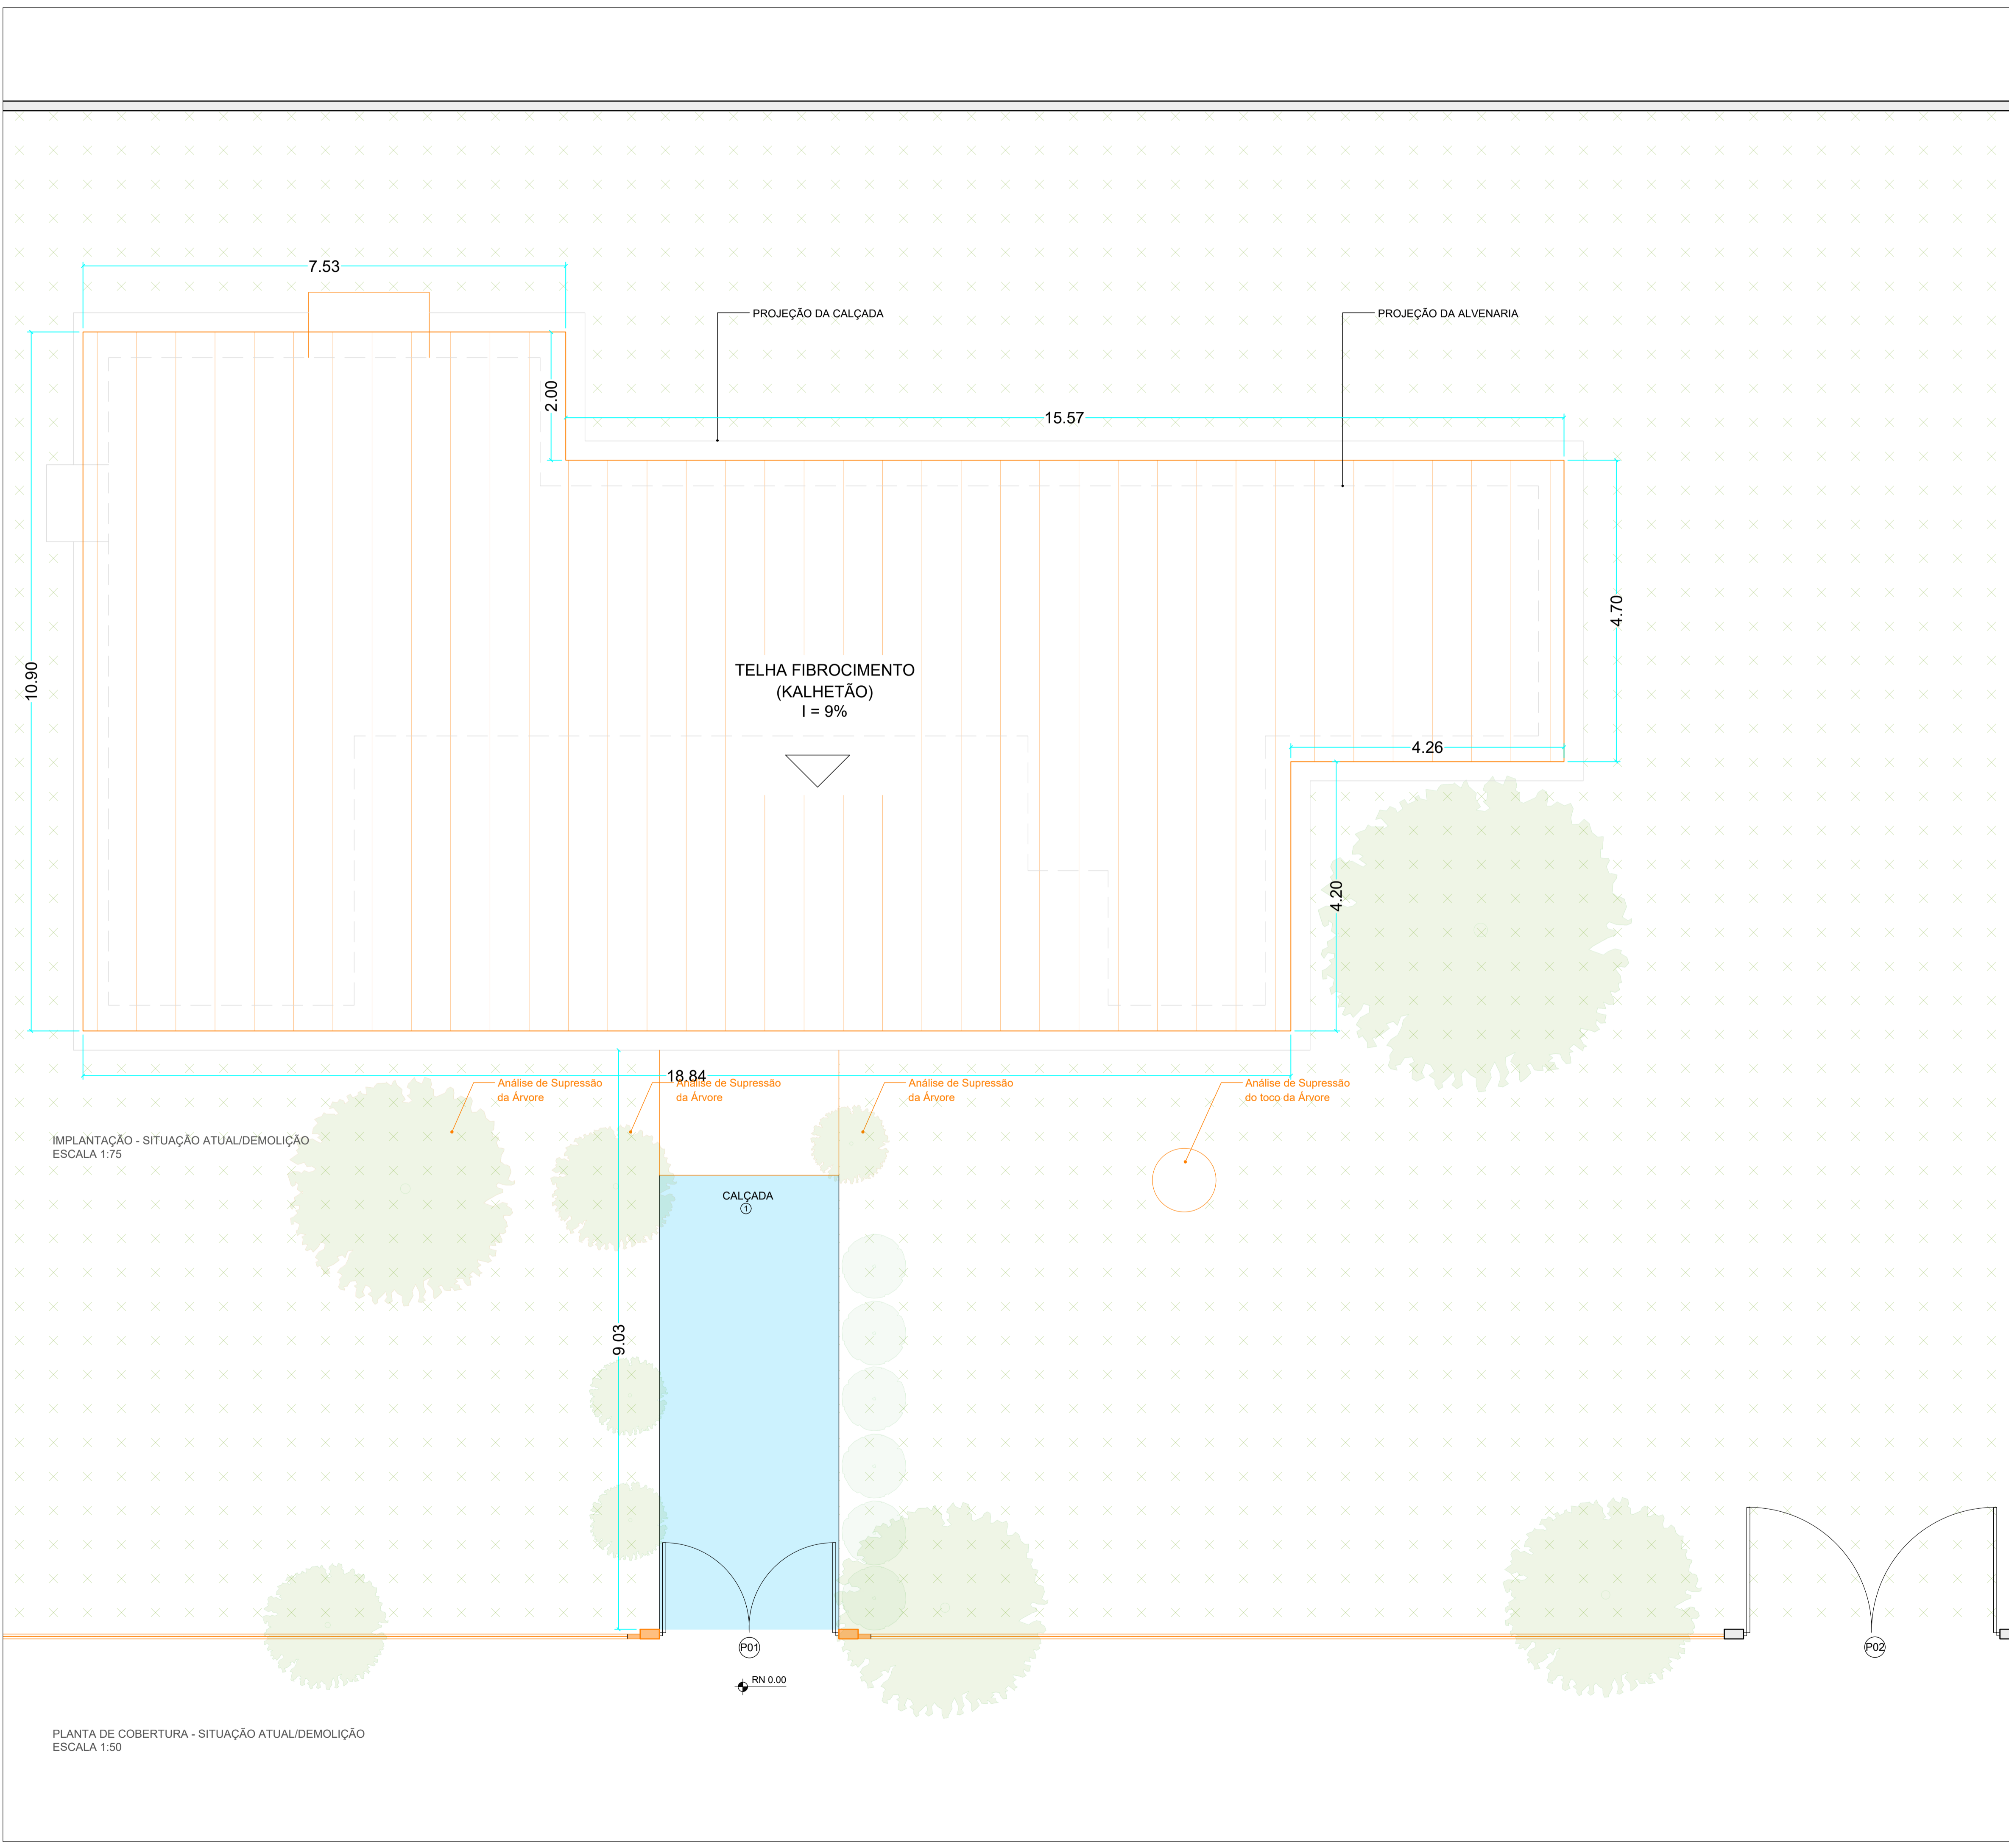 7.53
PROJEÇÃO DA CALÇADA
PROJEÇÃO DA ALVENARIA
2.00
15.57
10.90
4.70
TELHA FIBROCIMENTO
(KALHETÃO)
I = 9%
4.26
4.20
18.84
Análise de Supressão
da Árvore
Análise de Supressão
da Árvore
Análise de Supressão
da Árvore
Análise de Supressão
do toco da Árvore
IMPLANTAÇÃO - SITUAÇÃO ATUAL/DEMOLIÇÃO
ESCALA 1:75
CALÇADA
1
9.03
P01
P02
RN 0.00
PLANTA DE COBERTURA - SITUAÇÃO ATUAL/DEMOLIÇÃO
ESCALA 1:50